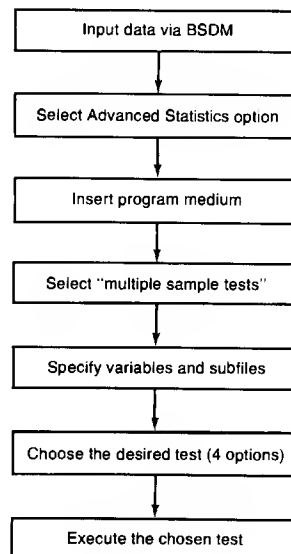 Input data via BSDM
Select Advanced Statistics option
Insert program medium
Select "multiple sample tests"
Specify variables and subfiles
Choose the desired test (4 options)
Execute the chosen test